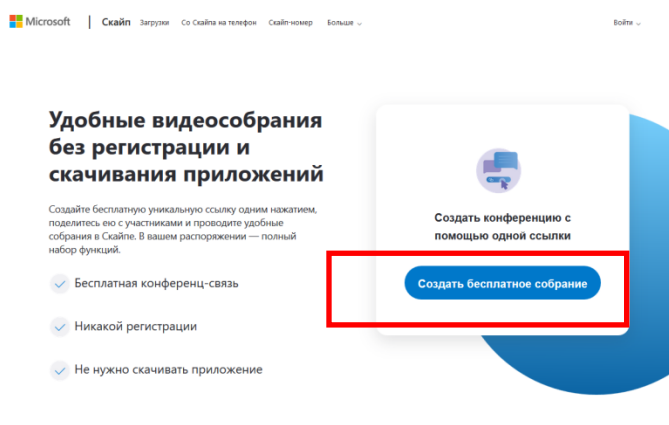 Microsoft Скайп Загрузки Со Скайпа на телефон Скайп-номер Больше Войти
Удобные видеособрания
без регистрации и
скачивания приложений
Создайте бесплатную уникальную ссылку одним нажатием,
поделитесь ею с участниками и проводите удобные
собрания в Скайпе. В вашем распоряжении — полный
набор функций.
Бесплатная конференц-связь
Никакой регистрации
Не нужно скачивать приложение
Создать конференцию с
помощью одной ссылки
Создать бесплатное собрание